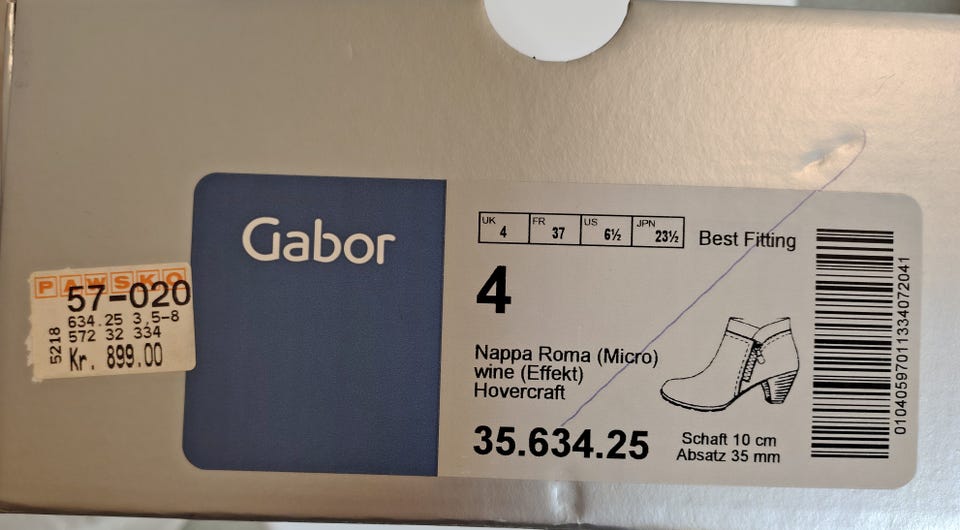 Gabor
PAWSKO
57-020
634.25 3,5-8
572 32 334
Kr. 899.00
5218
UK 4 FR 37 US 6½ JPN 23½
Best Fitting
4
Nappa Roma (Micro)
wine (Effekt)
Hovercraft
35.634.25
Schaft 10 cm
Absatz 35 mm
01040597011334072041